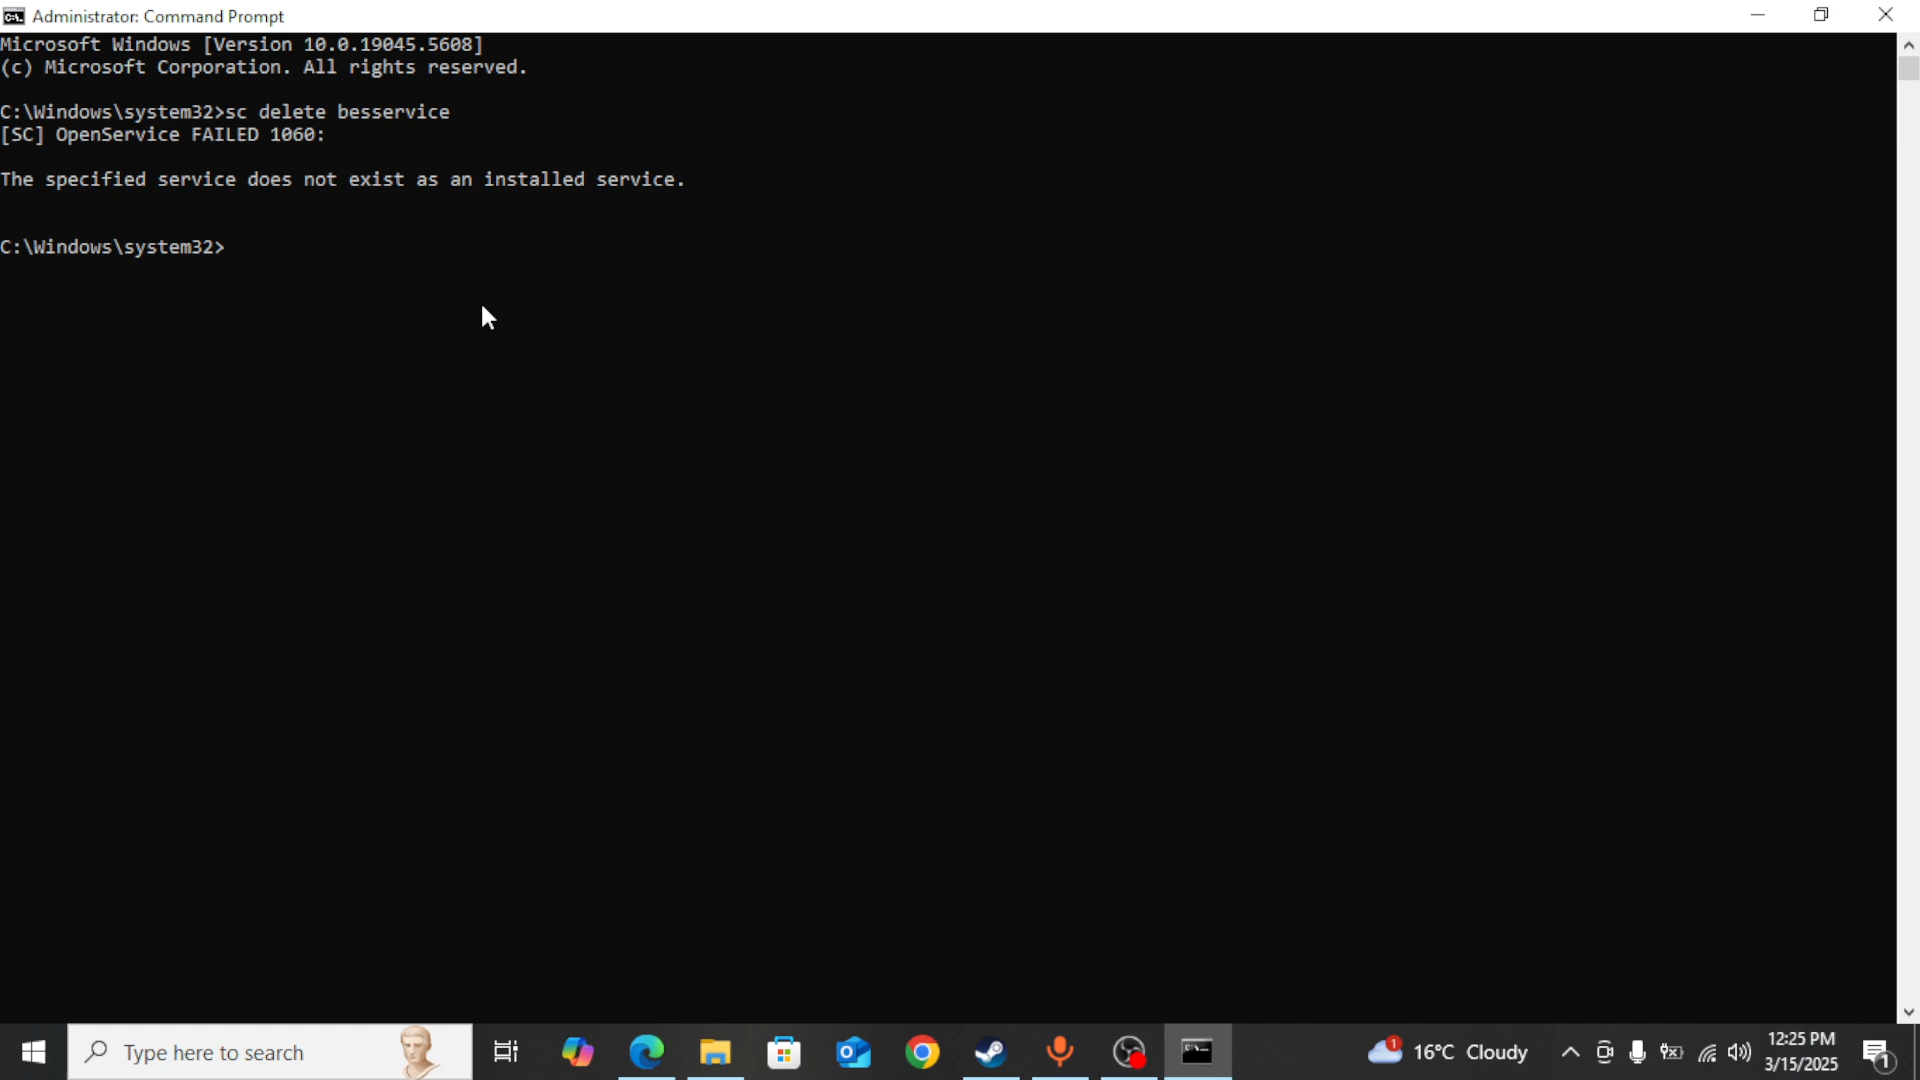 Administrator: Command Prompt
Microsoft Windows [Version 10.0.19045.5608]
(c) Microsoft Corporation. All rights reserved.
C:\Windows\system32>sc delete besservice
[SC] OpenService FAILED 1060:
The specified service does not exist as an installed service.
C:\Windows\system32>
Type here to search
1
16°C Cloudy
12:25 PM
3/15/2025
1